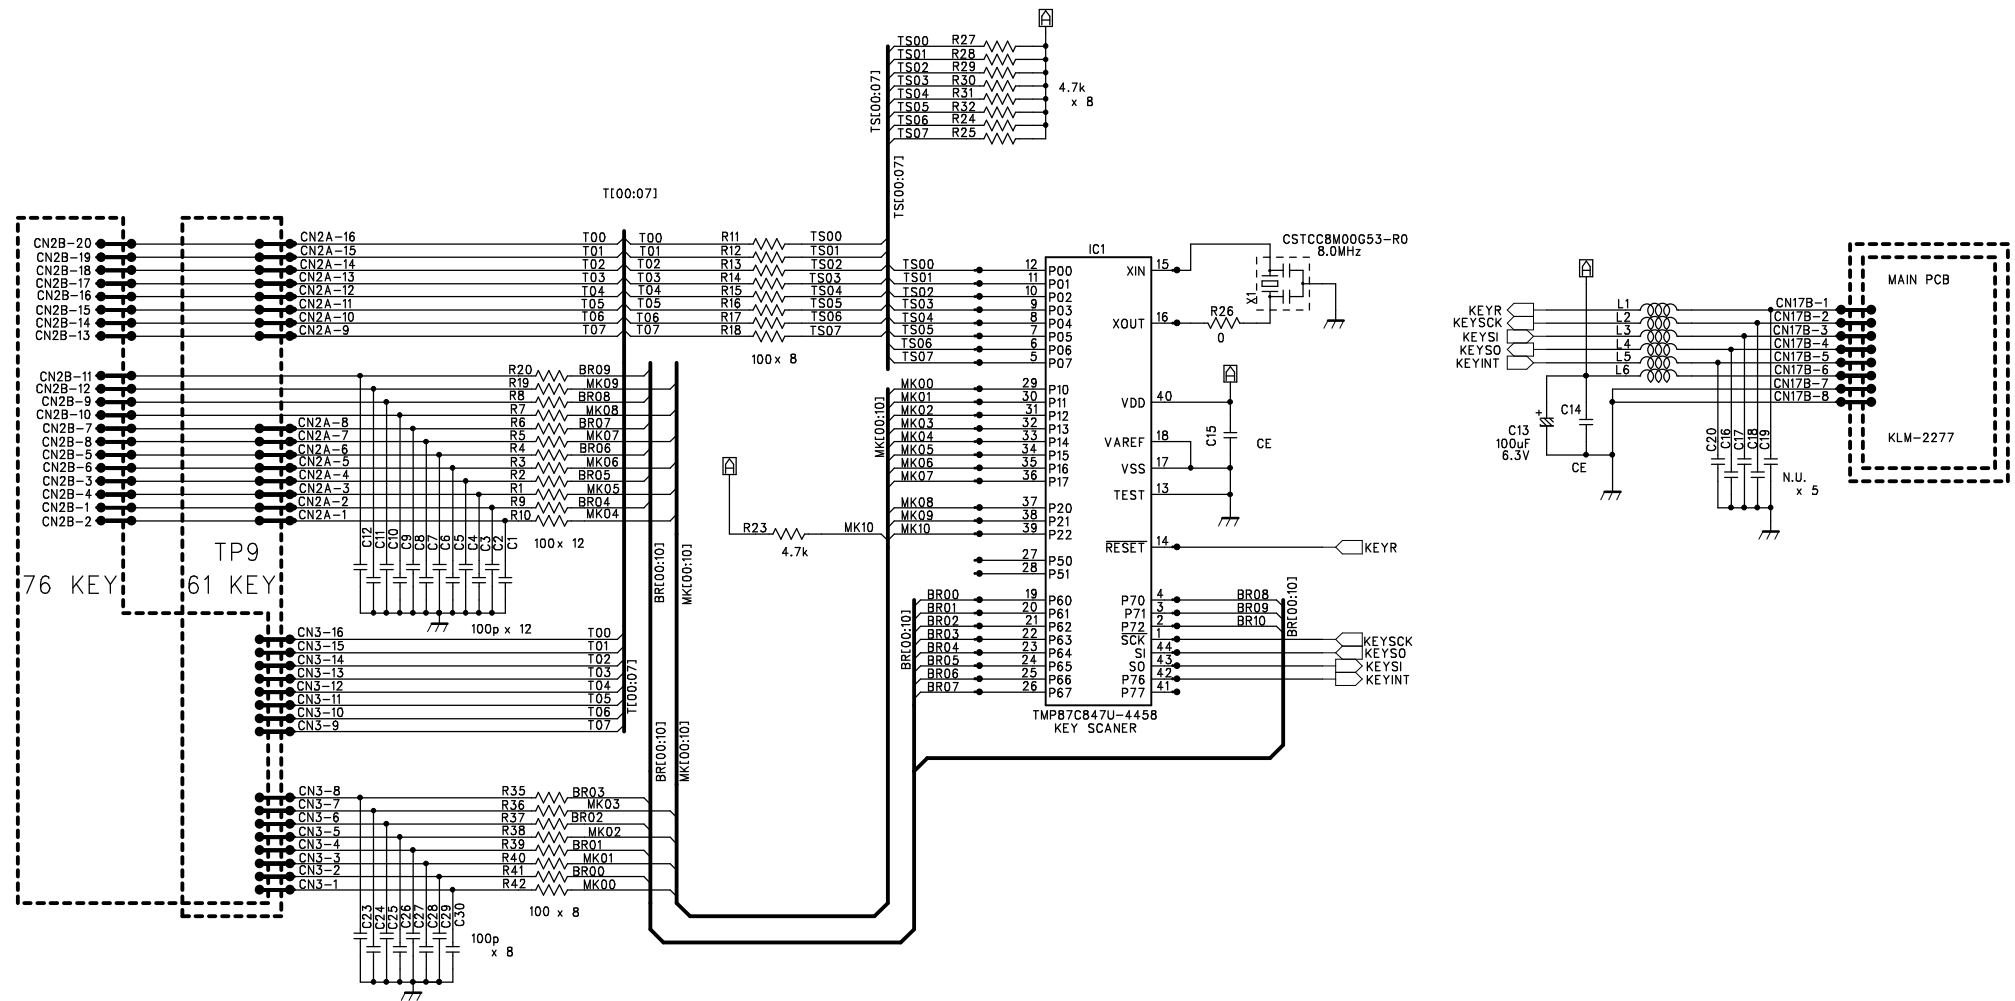 TS00 R27
TS01 R28
TS02 R29
TS03 R30
TS04 R31
TS05 R32
TS06 R24
TS07 R25
4.7k
x 8
TS[00:07]
TS[00:07]
T[00:07]
CN2B-20 CN2A-16 T00 T00 R11 TS00
CN2B-19 CN2A-15 T01 T01 R12 TS01
CN2B-18 CN2A-14 T02 T02 R13 TS02
CN2B-17 CN2A-13 T03 T03 R14 TS03
CN2B-16 CN2A-12 T04 T04 R15 TS04
CN2B-15 CN2A-11 T05 T05 R16 TS05
CN2B-14 CN2A-10 T06 T06 R17 TS06
CN2B-13 CN2A-9 T07 T07 R18 TS07
100x 8
CN2B-11 R20 BR09
CN2B-12 R19 MK09
CN2B-9 R8 BR08
CN2B-10 R7 MK08
CN2B-7 CN2A-8 R6 BR07
CN2B-8 CN2A-7 R5 MK07
CN2B-5 CN2A-6 R4 BR06
CN2B-6 CN2A-5 R3 MK06
CN2B-3 CN2A-4 R2 BR05
CN2B-4 CN2A-3 R1 MK05
CN2B-1 CN2A-2 R9 BR04
CN2B-2 CN2A-1 R10 MK04
100x 12
C12 C11 C10 C9 C8 C7 C6 C5 C4 C3 C2 C1
100p x 12
76 KEY
TP9
61 KEY
BR[00:10]
MK[00:10]
CN3-16 T00
CN3-15 T01
CN3-14 T02
CN3-13 T03
CN3-12 T04
CN3-11 T05
CN3-10 T06
CN3-9 T07
T[00:07]
BR[00:10]
MK[00:10]
CN3-8 R35 BR03
CN3-7 R36 MK03
CN3-6 R37 BR02
CN3-5 R38 MK02
CN3-4 R39 BR01
CN3-3 R40 MK01
CN3-2 R41 BR00
CN3-1 R42 MK00
100 x 8
C23 C24 C25 C26 C27 C28 C29 C30
100p
x 8
A
R23 MK10
4.7k
MK[00:10]
BR[00:10]
IC1
TS00 12 P00
TS01 11 P01
TS02 10 P02
TS03 9 P03
TS04 8 P04
TS05 7 P05
TS06 6 P06
TS07 5 P07
MK00 29 P10
MK01 30 P11
MK02 31 P12
MK03 32 P13
MK04 33 P14
MK05 34 P15
MK06 35 P16
MK07 36 P17
MK08 37 P20
MK09 38 P21
MK10 39 P22
27 P50
28 P51
BR00 19 P60
BR01 20 P61
BR02 21 P62
BR03 22 P63
BR04 23 P64
BR05 24 P65
BR06 25 P66
BR07 26 P67
XIN 15
XOUT 16
VDD 40
VAREF 18
VSS 17
TEST 13
RESET 14 KEYR
P70 4 BR08
P71 3 BR09
P72 2 BR10
SCK 1 KEYSCK
SI 44 KEYSO
SO 43 KEYSI
P76 42 KEYINT
P77 41
BR[00:10]
TMP87C847U-4458
KEY SCANER
CSTCC8M00G53-R0
8.0MHz
X1
R26
0
A
C15 CE
A
KEYR L1 CN17B-1
KEYSCK L2 CN17B-2
KEYSI L3 CN17B-3
KEYSO L4 CN17B-4
KEYINT L5 CN17B-5
L6 CN17B-6
CN17B-7
CN17B-8
+
C13
100uF
6.3V
C14
CE
C20 C16 C17 C18 C19
N.U.
x 5
MAIN PCB
KLM-2277
A